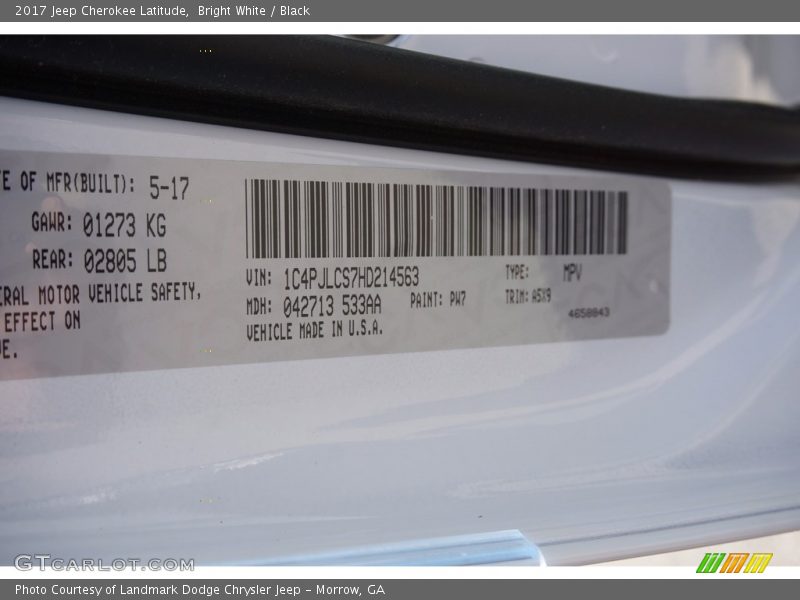 2017 Jeep Cherokee Latitude, Bright White / Black
TE OF MFR(BUILT): 5-17
GAWR: 01273 KG
REAR: 02805 LB
ERAL MOTOR VEHICLE SAFETY,
EFFECT ON
VE.
VIN: 1C4PJLCS7HD214563
TYPE: MPV
MDH: 042713 533AA
PAINT: PW7
TRIM: A5X9
VEHICLE MADE IN U.S.A.
4658843
GTCARLOT.COM
Photo Courtesy of Landmark Dodge Chrysler Jeep – Morrow, GA